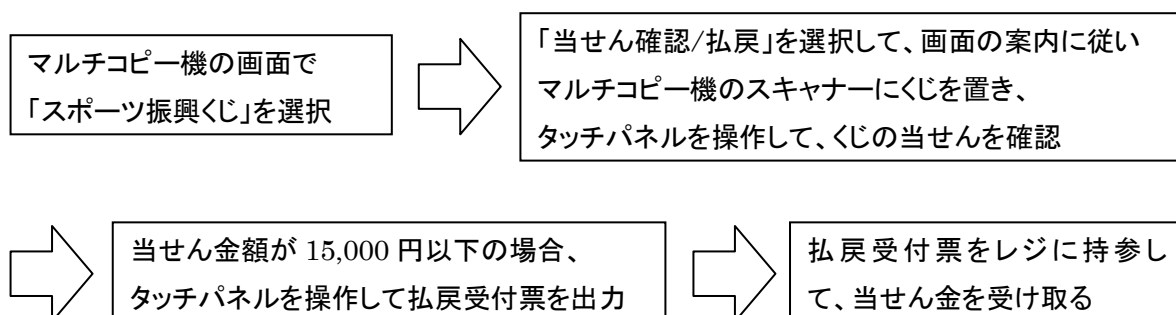 マルチコピー機の画面で
「スポーツ振興くじ」を選択
「当せん確認/払戻」を選択して、画面の案内に従い
マルチコピー機のスキャナーにくじを置き、
タッチパネルを操作して、くじの当せんを確認
当せん金額が 15,000 円以下の場合、
タッチパネルを操作して払戻受付票を出力
払戻受付票をレジに持参し
て、当せん金を受け取る